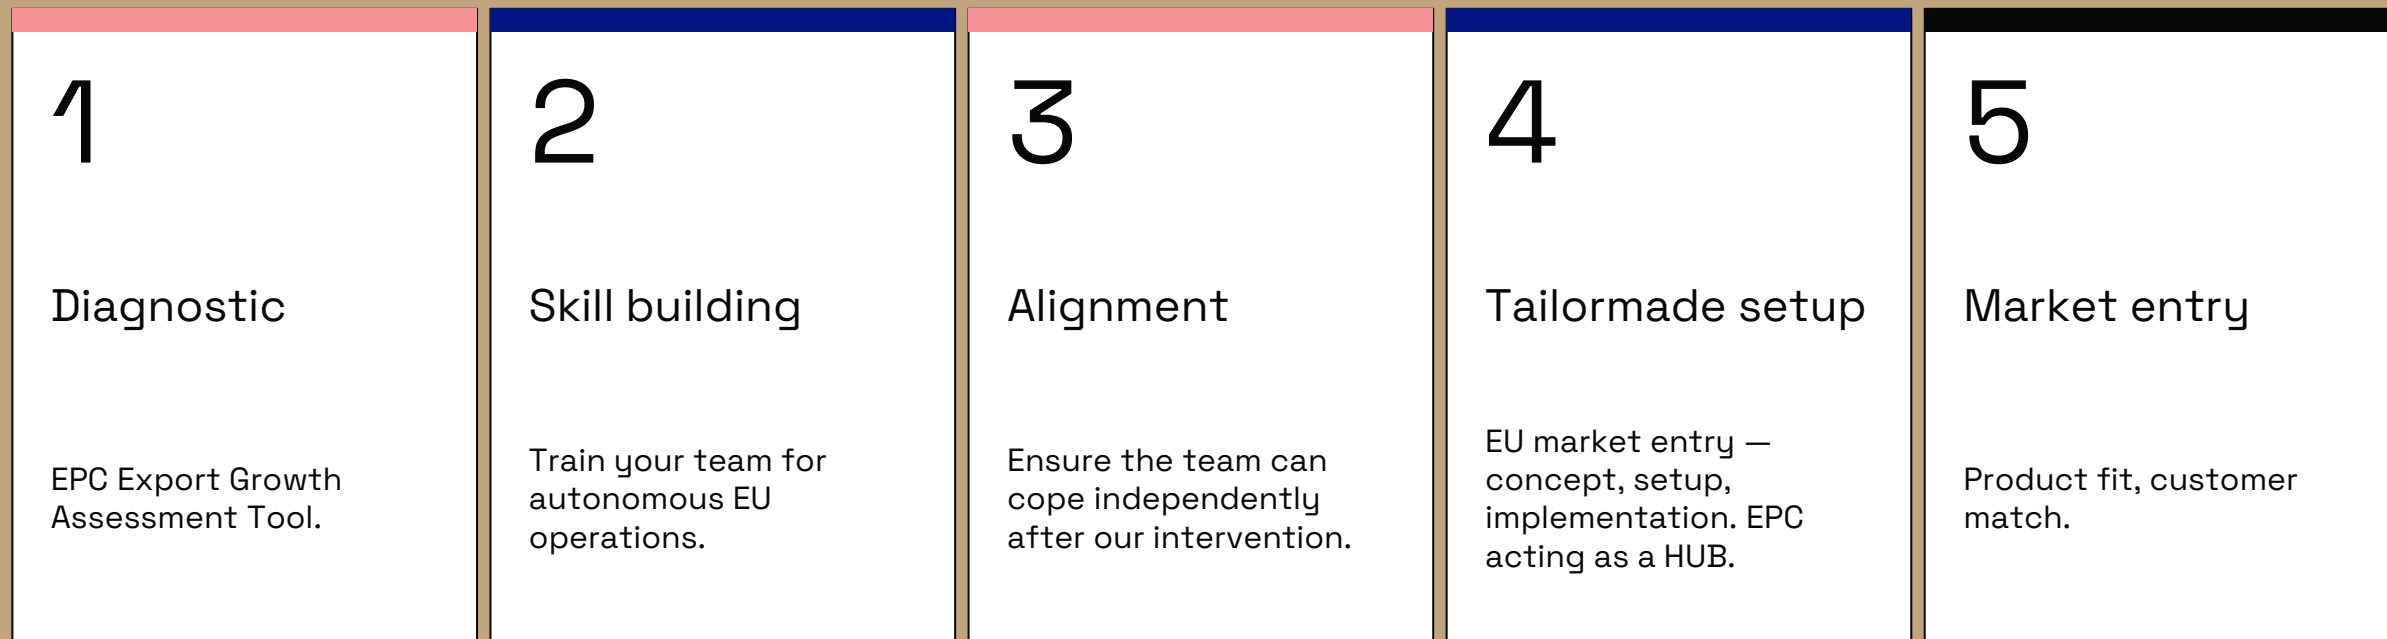 1
Diagnostic
EPC Export Growth
Assessment Tool.
2
Skill building
Train your team for
autonomous EU
operations.
3
Alignment
Ensure the team can
cope independently
after our intervention.
4
Tailormade setup
EU market entry —
concept, setup,
implementation. EPC
acting as a HUB.
5
Market entry
Product fit, customer
match.